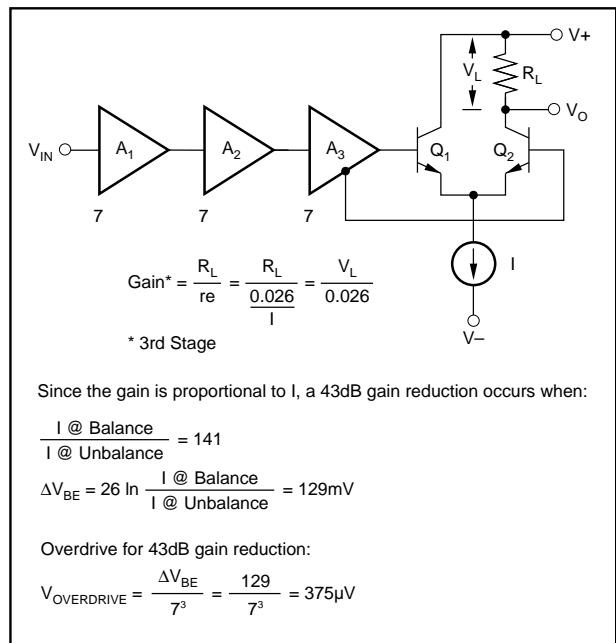 V+
V_L
R_L
V_O
V_IN
A_1
A_2
A_3
Q_1
Q_2
7
7
7
I
Gain* = R_L / re = R_L / (0.026 / I) = V_L / 0.026
V–
* 3rd Stage
Since the gain is proportional to I, a 43dB gain reduction occurs when:
I @ Balance / I @ Unbalance = 141
ΔV_BE = 26 ln I @ Balance / I @ Unbalance = 129mV
Overdrive for 43dB gain reduction:
V_OVERDRIVE = ΔV_BE / 7³ = 129 / 7³ = 375µV